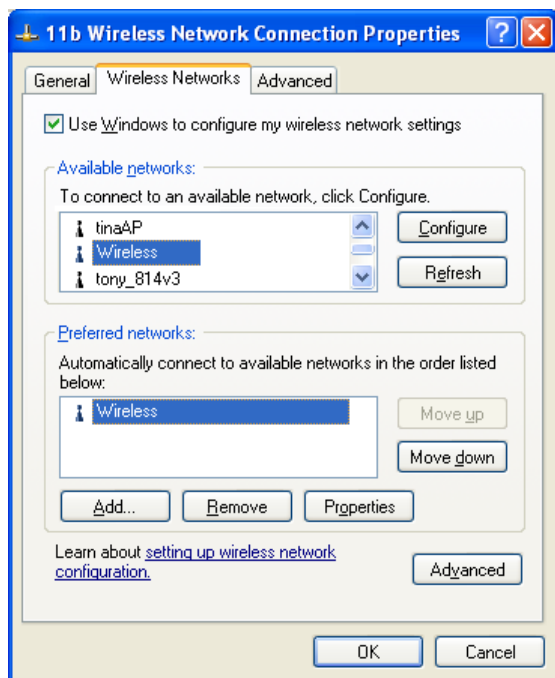 11b Wireless Network Connection Properties
General Wireless Networks Advanced
Use Windows to configure my wireless network settings
Available networks:
To connect to an available network, click Configure.
tinaAP
Wireless
tony_814v3
Configure
Refresh
Preferred networks:
Automatically connect to available networks in the order listed
below:
Wireless
Move up
Move down
Add... Remove Properties
Learn about setting up wireless network
configuration.
Advanced
OK Cancel